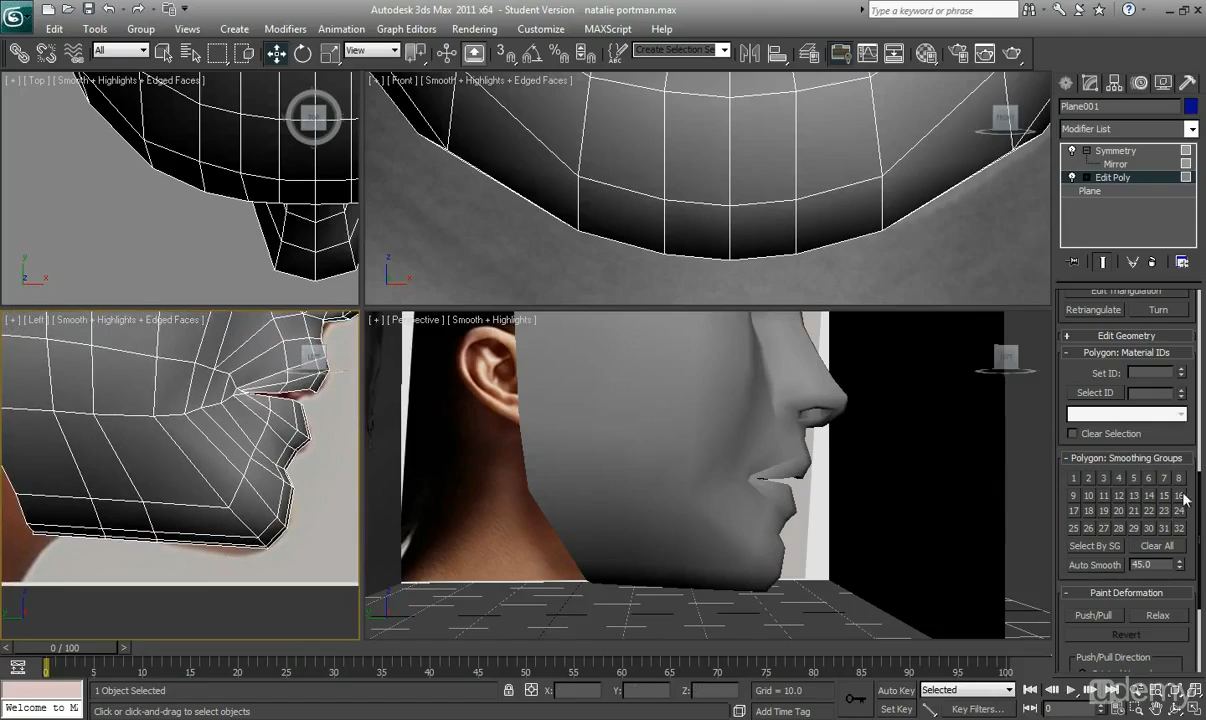 Autodesk 3ds Max 2011 x64 - Student Version natalie portman.max
Type a keyword or phrase
Edit Tools Group Views Create Modifiers Animation Graph Editors Rendering Customize MAXScript Help
All View Create Selection Se
[ + ] [ Top ] [ Smooth + Highlights + Edged Faces ]
[ + ] [ Front ] [ Smooth + Highlights + Edged Faces ]
TOP
FRONT
Plane001
Modifier List
Symmetry
Mirror
Edit Poly
Plane
y
z x
z
x
[ + ] [ Left ] [ Smooth + Highlights + Edged Faces ]
[ + ] [ Perspective ] [ Smooth + Highlights ]
Edit Triangulation
Retriangulate Turn
+ Edit Geometry
- Polygon: Material IDs
Set ID:
Select ID
Clear Selection
- Polygon: Smoothing Groups
1 2 3 4 5 6 7 8
9 10 11 12 13 14 15 16
17 18 19 20 21 22 23 24
25 26 27 28 29 30 31 32
Select By SG Clear All
Auto Smooth 45.0
- Paint Deformation
Push/Pull Relax
Revert
Push/Pull Direction
< 0 / 100 >
0 5 10 15 20 25 30 35 40 45 50 55 60 65 70 75 80 85 90 95 100
1 Object Selected X: Y: Z: Grid = 10.0 Auto Key Selected
Welcome to M Click or click-and-drag to select objects Add Time Tag Set Key Key Filters... 0
udemy